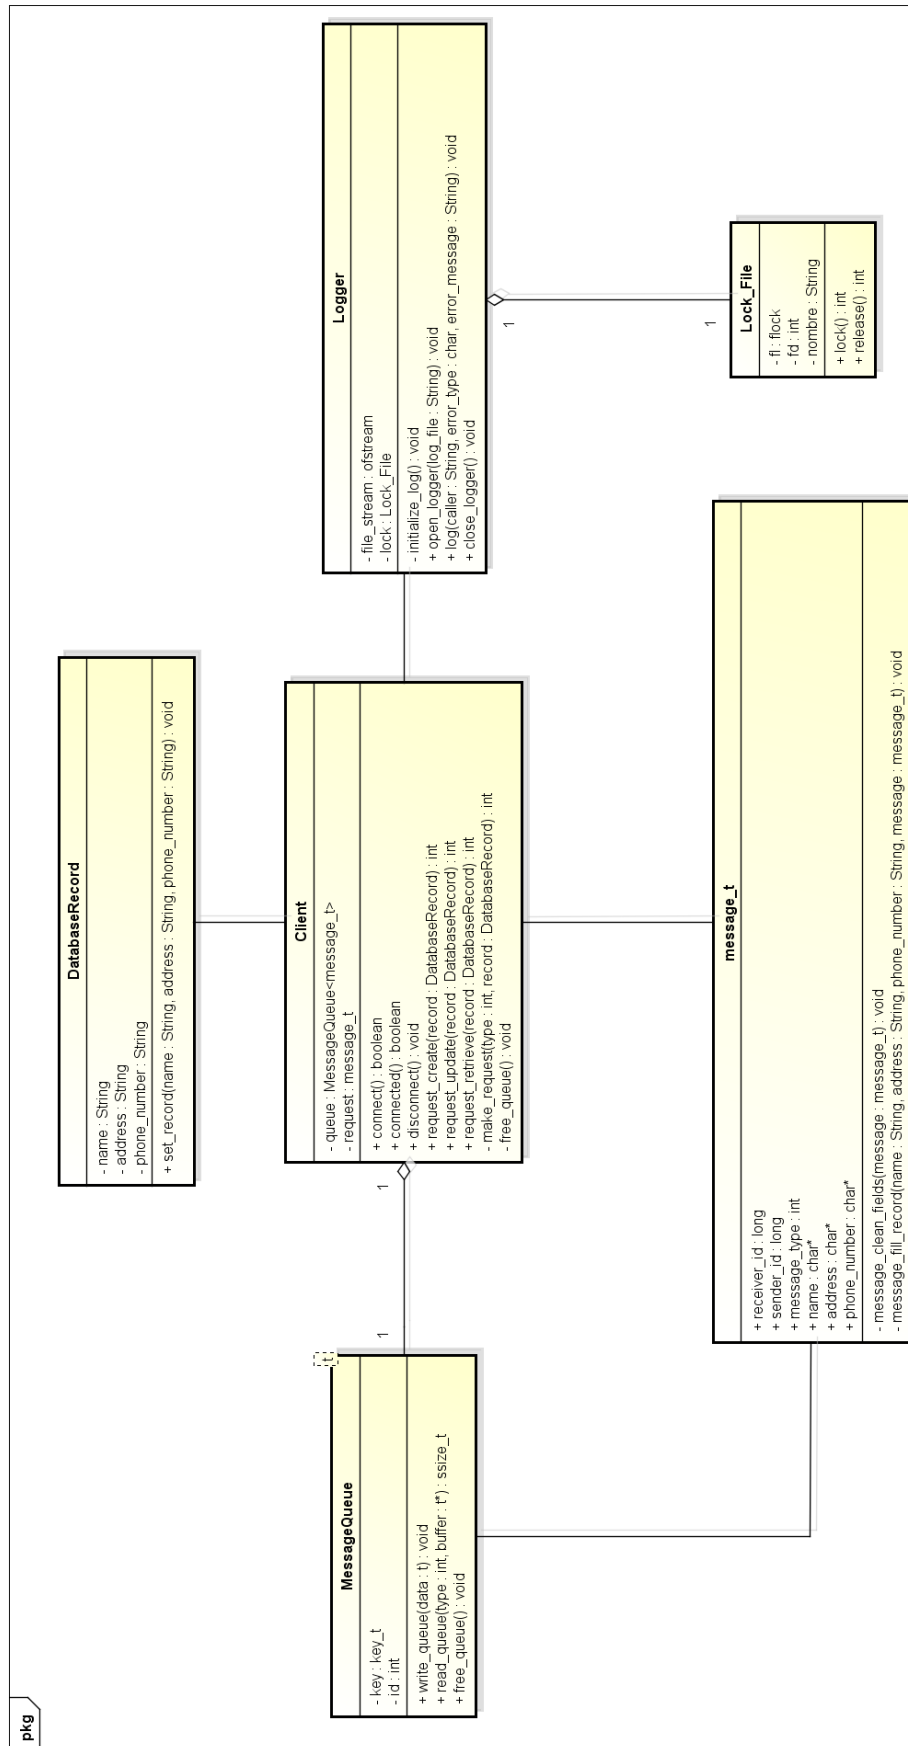 pkg
MessageQueue
- key : key_t
- id : int
+ write_queue(data : t) : void
+ read_queue(type : int, buffer : t*) : ssize_t
+ free_queue() : void
t
1
1
DatabaseRecord
- name : String
- address : String
- phone_number : String
+ set_record(name : String, address : String, phone_number : String) : void
Client
- queue : MessageQueue<message_t>
- request : message_t
+ connect() : boolean
+ connected() : boolean
+ disconnect() : void
+ request_create(record : DatabaseRecord) : int
+ request_update(record : DatabaseRecord) : int
+ request_retrieve(record : DatabaseRecord) : int
- make_request(type : int, record : DatabaseRecord) : int
- free_queue() : void
message_t
+ receiver_id : long
+ sender_id : long
+ message_type : int
+ name : char*
+ address : char*
+ phone_number : char*
- message_clean_fields(message : message_t) : void
- message_fill_record(name : String, address : String, phone_number : String, message : message_t) : void
Logger
- file_stream : ofstream
- lock : Lock_File
- initialize_log() : void
+ open_logger(log_file : String) : void
+ log(caller : String, error_type : char, error_message : String) : void
+ close_logger() : void
1
1
Lock_File
- fl : flock
- fd : int
- nombre : String
+ lock() : int
+ release() : int